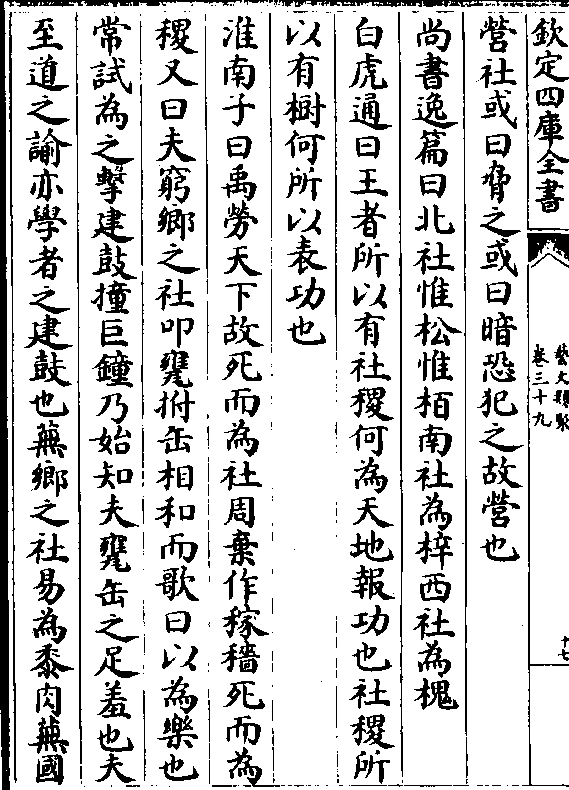 欽定四庫全書
藝文類聚
卷三十九
十七
營社或曰脅之或曰暗恐犯之故營也
尚書逸篇曰北社惟松惟栢南社為梓西社為槐
白虎通曰王者所以有社稷何為天地報功也社稷所
以有樹何所以表功也
淮南子曰禹勞天下故死而為社周棄作稼穡死而為
稷又曰夫窮鄉之社叩甕拊缶相和而歌曰以為樂也
常試為之擊建鼓撞巨鐘乃始知夫甕缶之足羞也夫
至道之諭亦學者之建鼓也蕪鄉之社易為黍肉蕪國